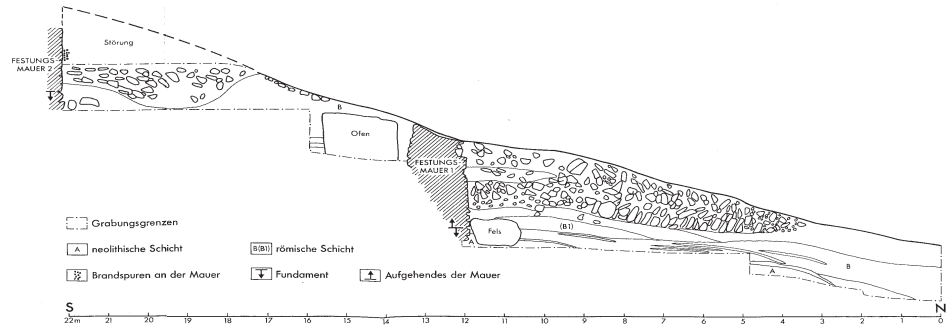 Störung
FESTUNGS
MAUER 2
B
Ofen
FESTUNGS-
MAUER 1
A
Fels
(B1)
B
A
Grabungsgrenzen
A neolithische Schicht
B(B1) römische Schicht
Brandspuren an der Mauer
Fundament
Aufgehendes der Mauer
S
N
22m 21 20 19 18 17 16 15 14 13 12 11 10 9 8 7 6 5 4 3 2 1 0